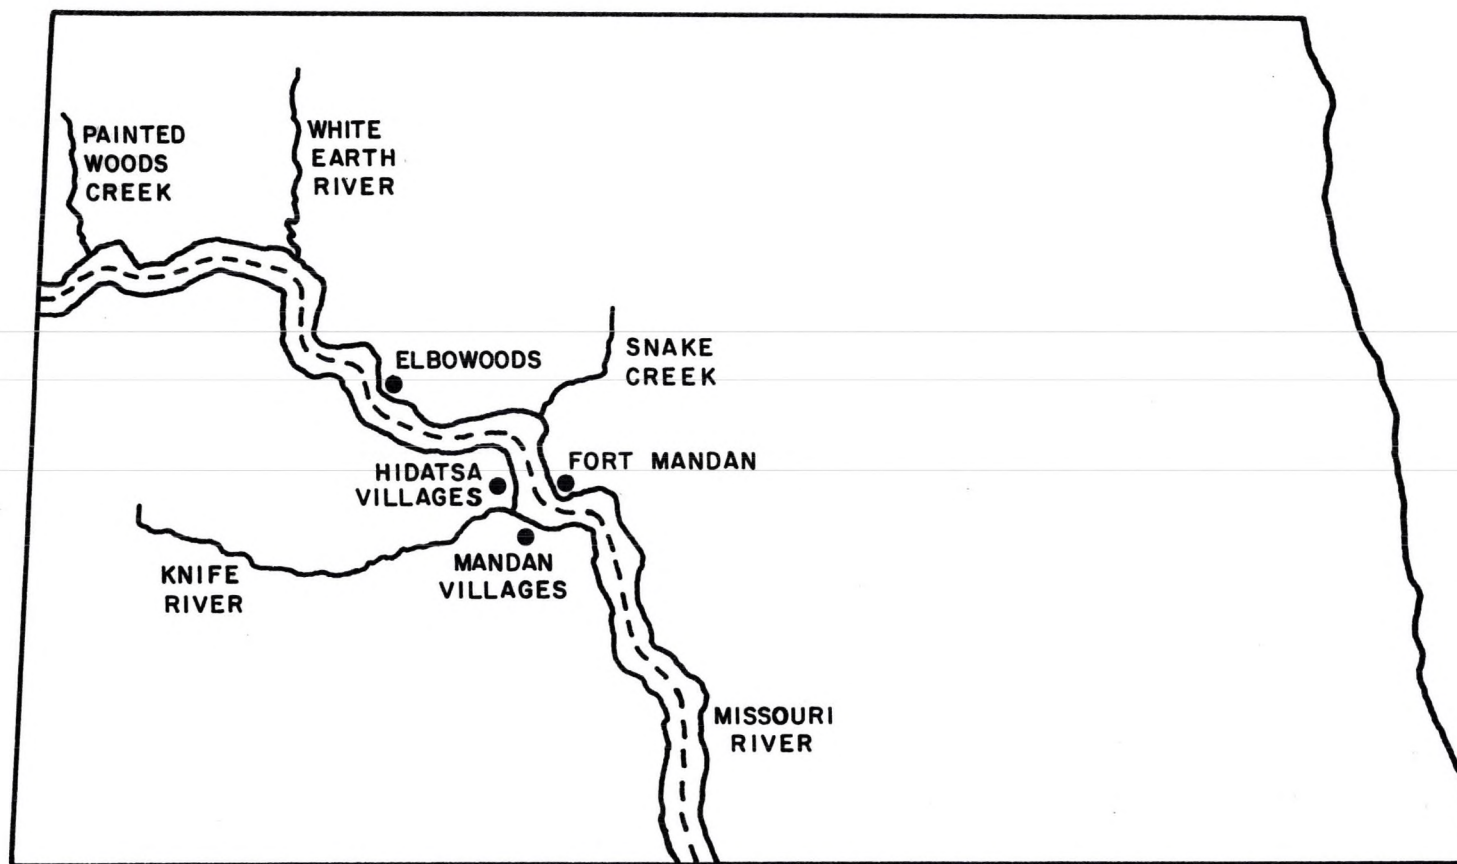 PAINTED
WOODS
CREEK
WHITE
EARTH
RIVER
ELBOWOODS
SNAKE
CREEK
HIDATSA
VILLAGES
FORT MANDAN
KNIFE
RIVER
MANDAN
VILLAGES
MISSOURI
RIVER